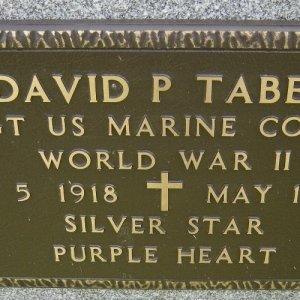 DAVID P TABE
GT US MARINE CO
WORLD WAR II
5 1918 MAY 1
SILVER STAR
PURPLE HEART